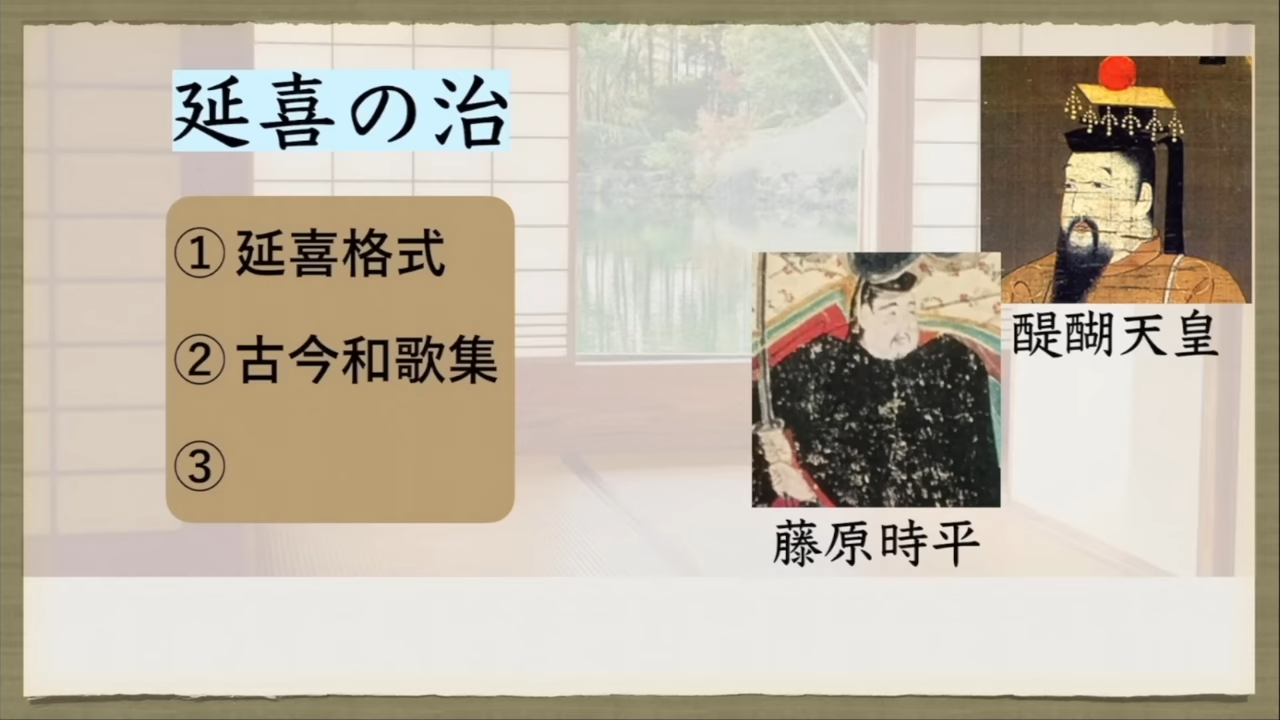 延喜の治
① 延喜格式
② 古今和歌集
③
醍醐天皇
藤原時平